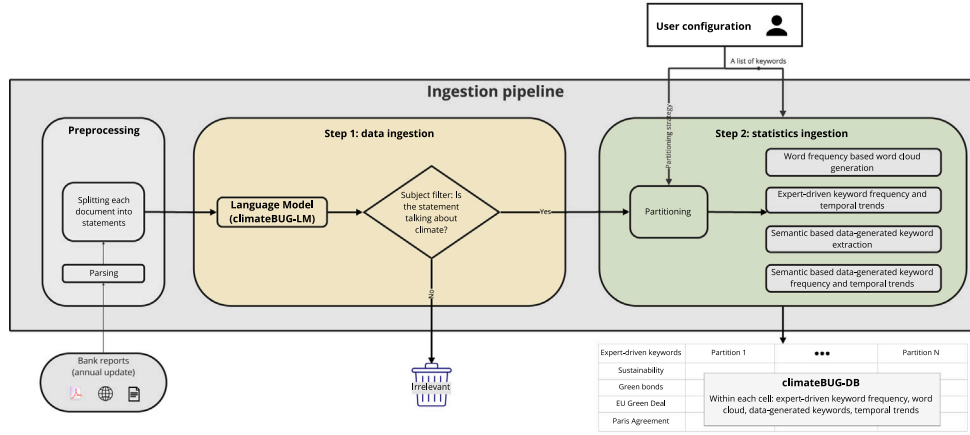 User configuration
A list of keywords
Ingestion pipeline
Preprocessing
Splitting each
document into
statements
Parsing
Bank reports
(annual update)
Step 1: data ingestion
Language Model
(climateBUG-LM)
Subject filter: Is
the statement
talking about
climate?
Yes
No
Irrelevant
Partitioning strategy
Step 2: statistics ingestion
Partitioning
Word frequency based word cloud
generation
Expert-driven keyword frequency and
temporal trends
Semantic based data-generated keyword
extraction
Semantic based data-generated keyword
frequency and temporal trends
Expert-driven keywords Partition 1 ••• Partition N
Sustainability
Green bonds
EU Green Deal
Paris Agreement
climateBUG-DB
Within each cell: expert-driven keyword frequency, word
cloud, data-generated keywords, temporal trends